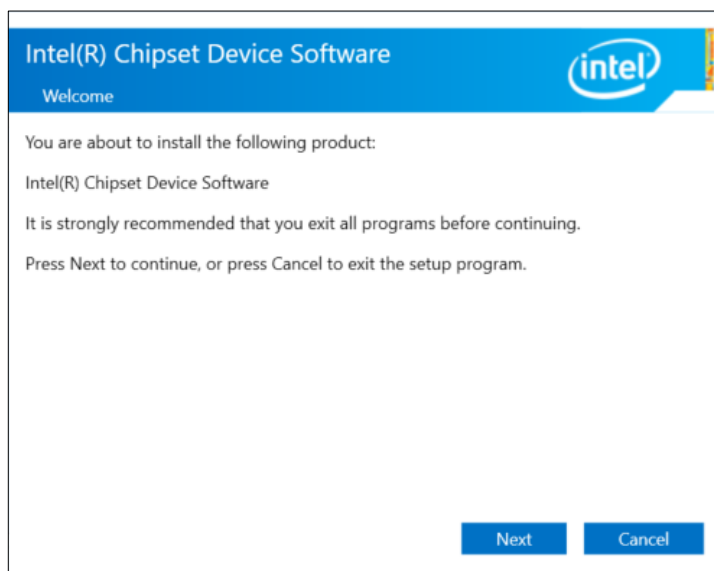 Intel(R) Chipset Device Software
intel
Welcome
You are about to install the following product:
Intel(R) Chipset Device Software
It is strongly recommended that you exit all programs before continuing.
Press Next to continue, or press Cancel to exit the setup program.
Next
Cancel